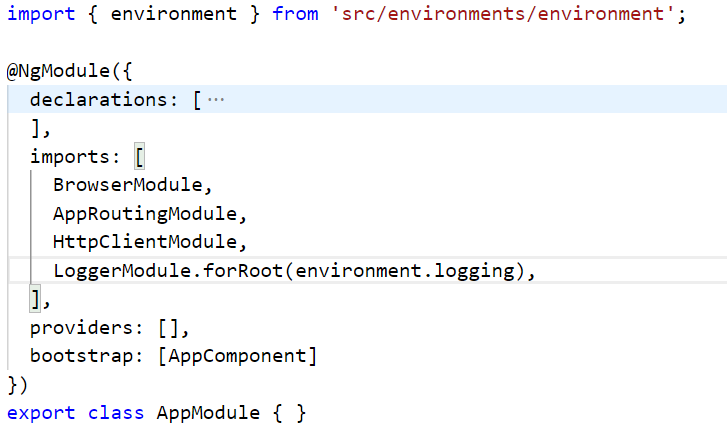 import { environment } from 'src/environments/environment';
@NgModule({
  declarations: [ ···
  ],
  imports: [
    BrowserModule,
    AppRoutingModule,
    HttpClientModule,
    LoggerModule.forRoot(environment.logging),
  ],
  providers: [],
  bootstrap: [AppComponent]
})
export class AppModule { }